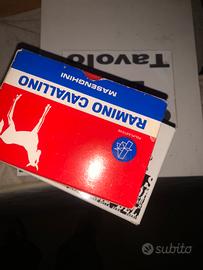 Tavolo
RAMINO CAVALLINO
MASENGHINI
subito